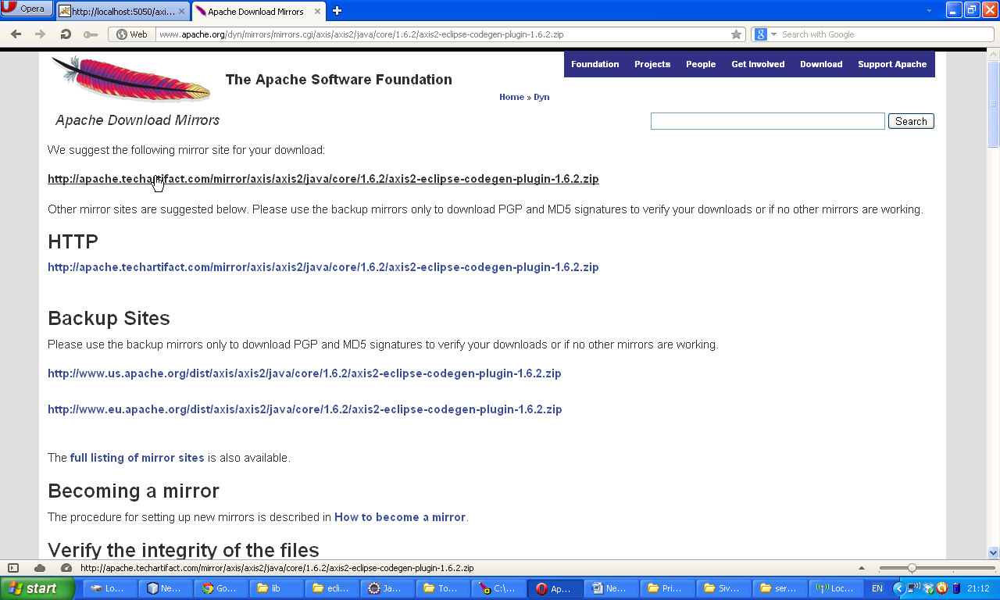 Opera
http://localhost:5050/axi...
Apache Download Mirrors
Web
www.apache.org/dyn/mirrors/mirrors.cgi/axis/axis2/java/core/1.6.2/axis2-eclipse-codegen-plugin-1.6.2.zip
8
Search with Google
Foundation Projects People Get Involved Download Support Apache
The Apache Software Foundation
Home » Dyn
Apache Download Mirrors
Search
We suggest the following mirror site for your download:
http://apache.techartifact.com/mirror/axis/axis2/java/core/1.6.2/axis2-eclipse-codegen-plugin-1.6.2.zip
Other mirror sites are suggested below. Please use the backup mirrors only to download PGP and MD5 signatures to verify your downloads or if no other mirrors are working.
HTTP
http://apache.techartifact.com/mirror/axis/axis2/java/core/1.6.2/axis2-eclipse-codegen-plugin-1.6.2.zip
Backup Sites
Please use the backup mirrors only to download PGP and MD5 signatures to verify your downloads or if no other mirrors are working.
http://www.us.apache.org/dist/axis/axis2/java/core/1.6.2/axis2-eclipse-codegen-plugin-1.6.2.zip
http://www.eu.apache.org/dist/axis/axis2/java/core/1.6.2/axis2-eclipse-codegen-plugin-1.6.2.zip
The full listing of mirror sites is also available.
Becoming a mirror
The procedure for setting up new mirrors is described in How to become a mirror.
Verify the integrity of the files
http://apache.techartifact.com/mirror/axis/axis2/java/core/1.6.2/axis2-eclipse-codegen-plugin-1.6.2.zip
start
Lo...
Ne...
Go...
lib
ecli...
Ja...
To...
C:\...
Ap...
Ne...
Pri...
Siv...
ser...
Loc...
EN
21:12